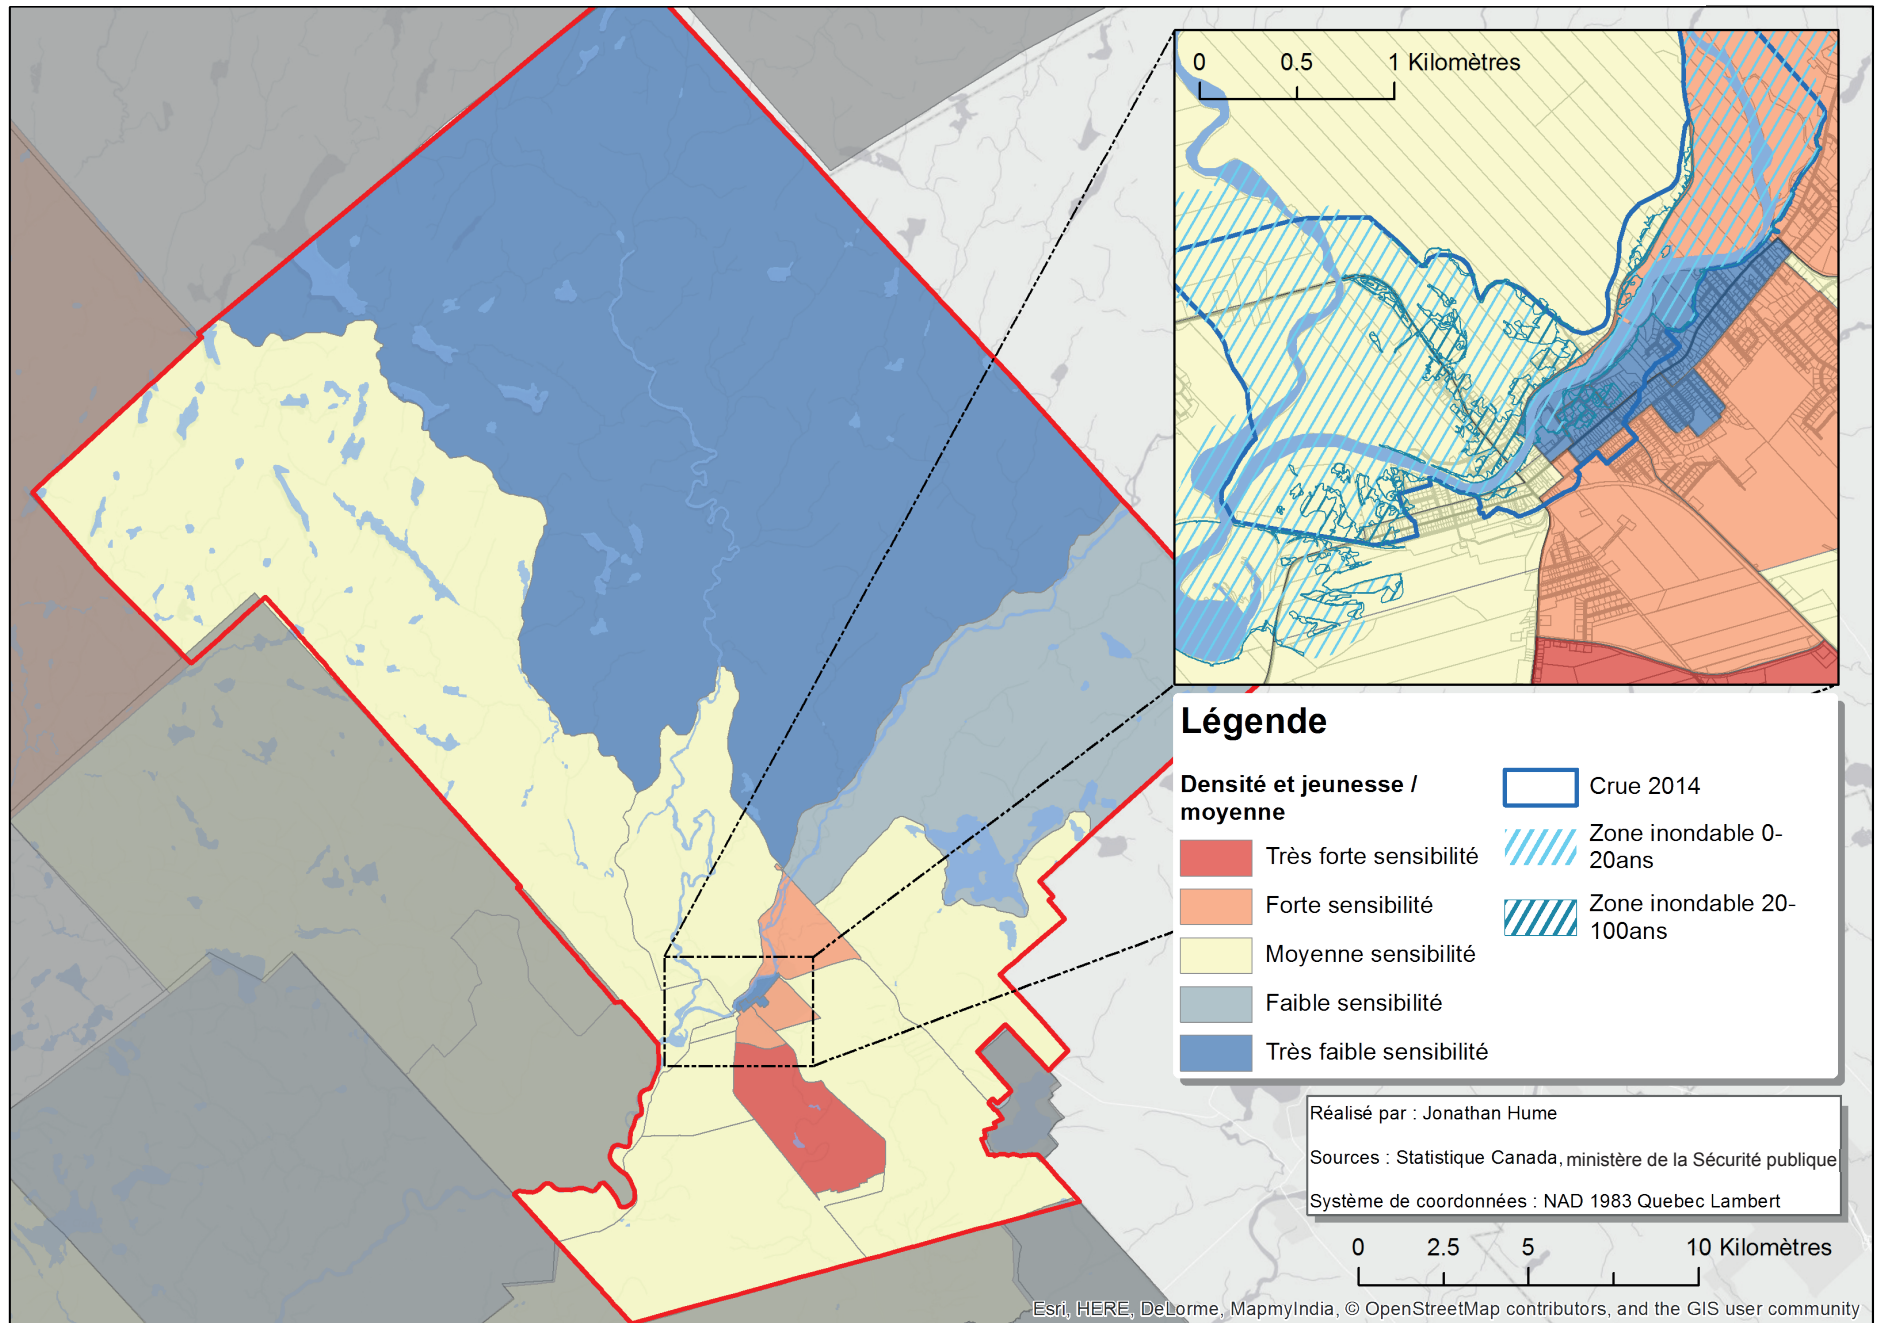 0 0.5 1 Kilomètres
Légende
Densité et jeunesse /
moyenne
Très forte sensibilité
Forte sensibilité
Moyenne sensibilité
Faible sensibilité
Très faible sensibilité
Crue 2014
Zone inondable 0-
20ans
Zone inondable 20-
100ans
Réalisé par : Jonathan Hume
Sources : Statistique Canada, ministère de la Sécurité publique
Système de coordonnées : NAD 1983 Quebec Lambert
0 2.5 5 10 Kilomètres
Esri, HERE, DeLorme, MapmyIndia, © OpenStreetMap contributors, and the GIS user community